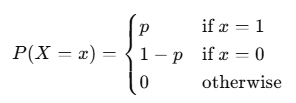 P(X = x) = { p if x = 1
1 − p if x = 0
0 otherwise